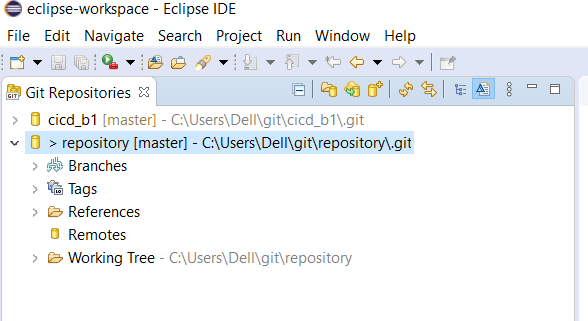 eclipse-workspace - Eclipse IDE
File Edit Navigate Search Project Run Window Help
GIT Git Repositories
cicd_b1 [master] - C:\Users\Dell\git\cicd_b1\.git
> repository [master] - C:\Users\Dell\git\repository\.git
Branches
Tags
References
Remotes
Working Tree - C:\Users\Dell\git\repository